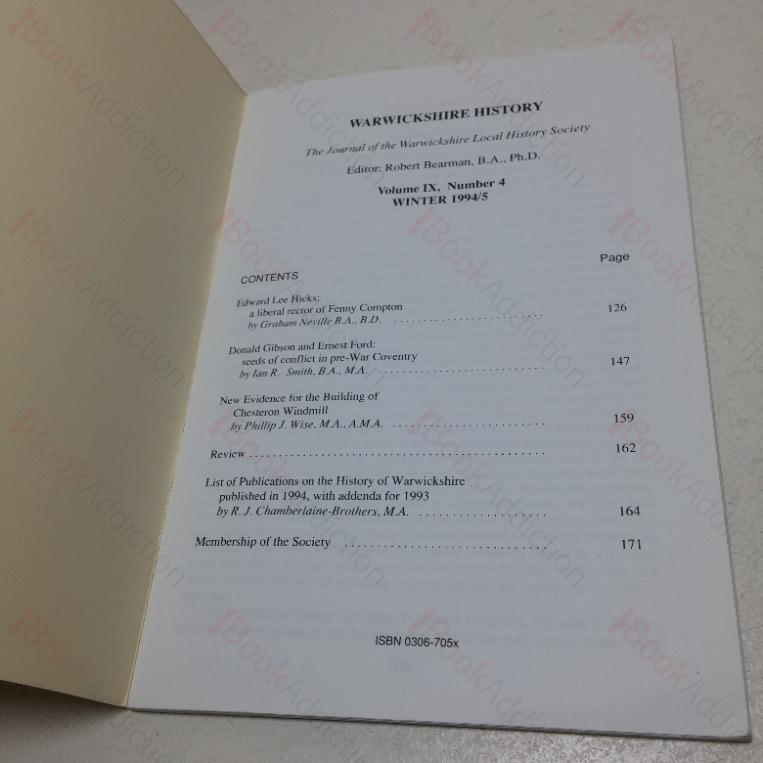 WARWICKSHIRE HISTORY
The Journal of the Warwickshire Local History Society
Editor: Robert Bearman, B.A., Ph.D.
Volume IX, Number 4
WINTER 1994/5
Page
CONTENTS
Edward Lee Hicks;
a liberal rector of Fenny Compton
by Graham Neville B.A., B.D. .......................... 126
Donald Gibson and Ernest Ford:
seeds of conflict in pre-War Coventry
by Ian R. Smith, B.A., M.A. ........................... 147
New Evidence for the Building of
Chesteron Windmill
by Phillip J. Wise, M.A., A.M.A. .......................... 159
Review .................................................. 162
List of Publications on the History of Warwickshire
published in 1994, with addenda for 1993
by R. J. Chamberlaine-Brothers, M.A. .................... 164
Membership of the Society ................................ 171
ISBN 0306-705x
BookAddiction